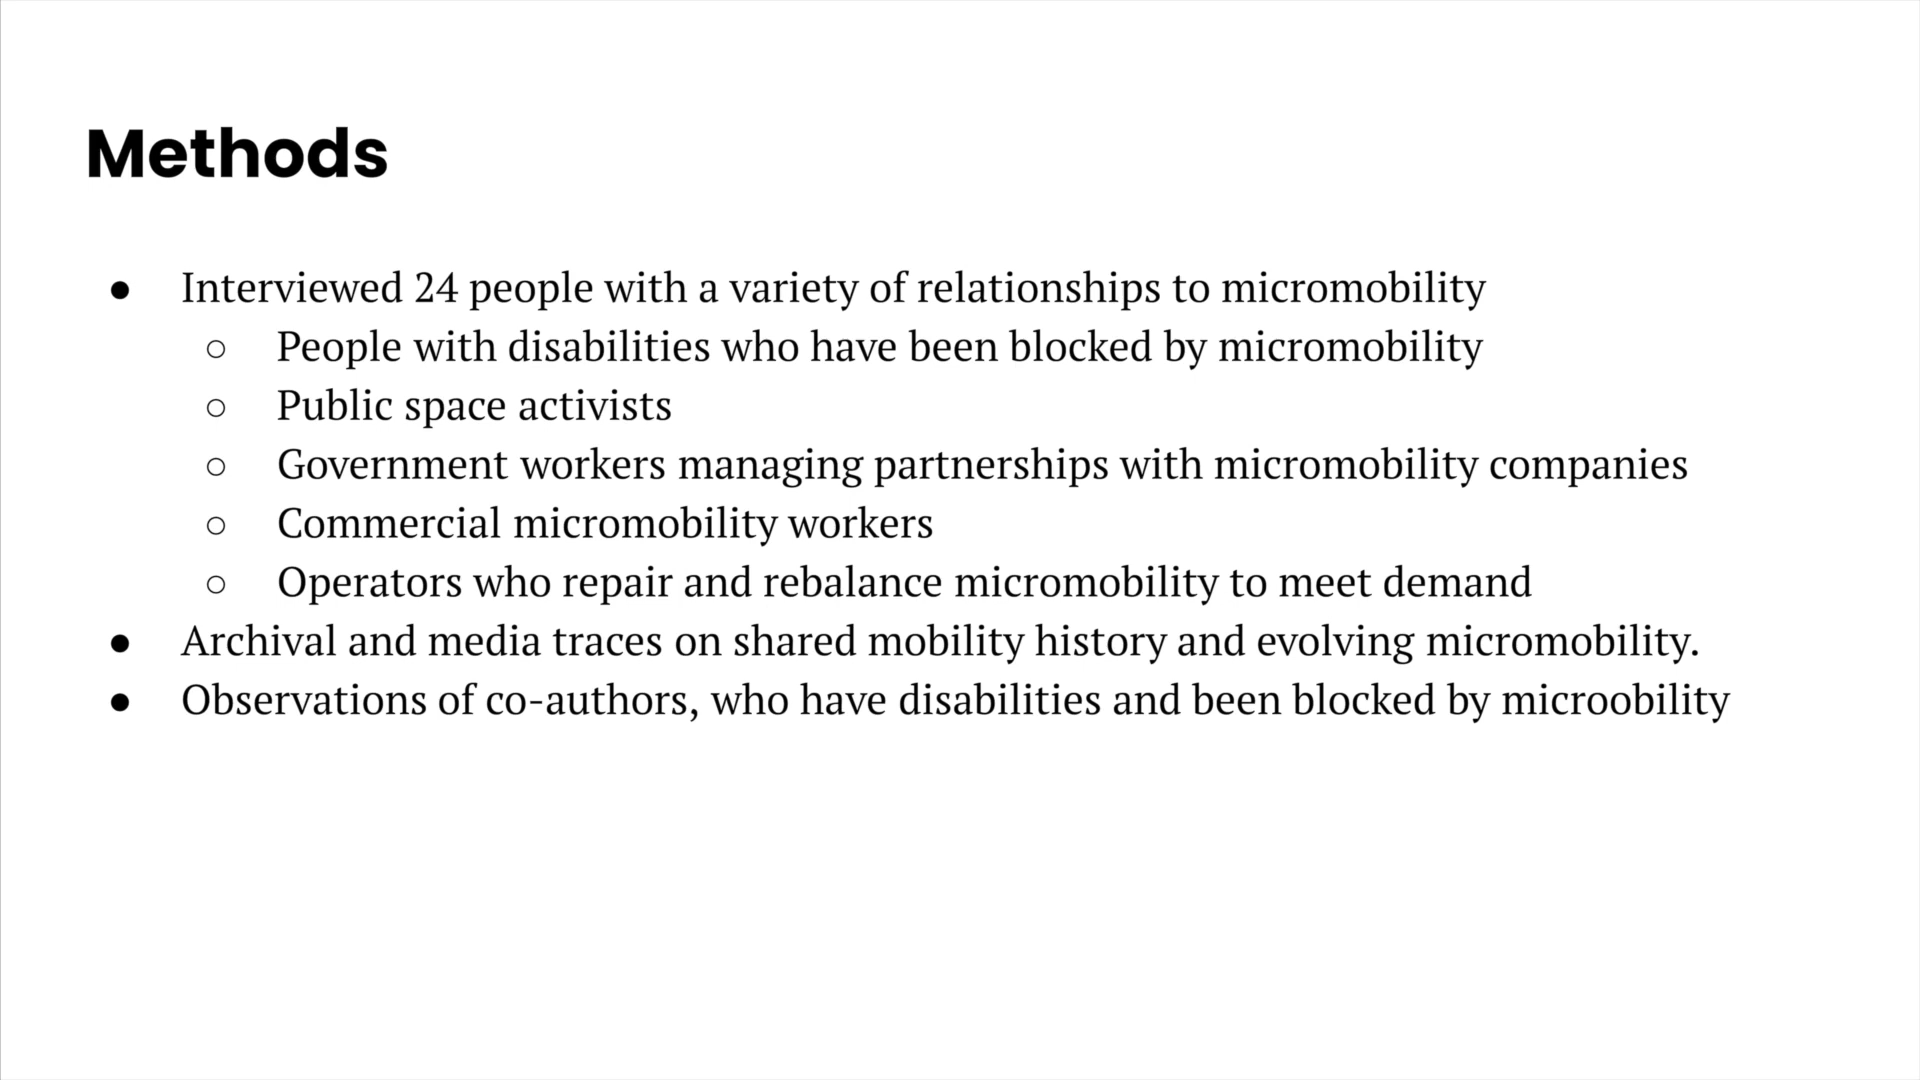 Methods
● Interviewed 24 people with a variety of relationships to micromobility
○ People with disabilities who have been blocked by micromobility
○ Public space activists
○ Government workers managing partnerships with micromobility companies
○ Commercial micromobility workers
○ Operators who repair and rebalance micromobility to meet demand
● Archival and media traces on shared mobility history and evolving micromobility.
● Observations of co-authors, who have disabilities and been blocked by microobility